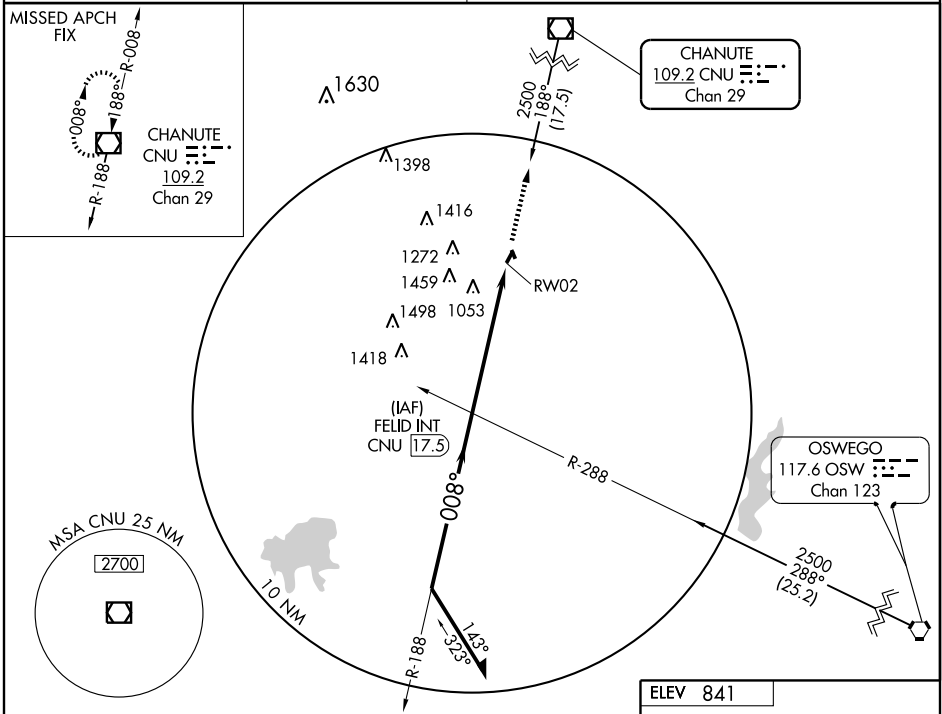 MISSED APCH
FIX
R-008
188°
008°
R-188
CHANUTE
CNU
109.2
Chan 29
1630
1398
1416
1272
1459
1053
1498
1418
2500
188°
(17.5)
CHANUTE
109.2 CNU
Chan 29
RW02
(IAF)
FELID INT
CNU 17.5
R-288
008°
OSWEGO
117.6 OSW
Chan 123
2500
288°
(25.2)
MSA CNU 25 NM
2700
10 NM
R-188
143°
323°
ELEV 841